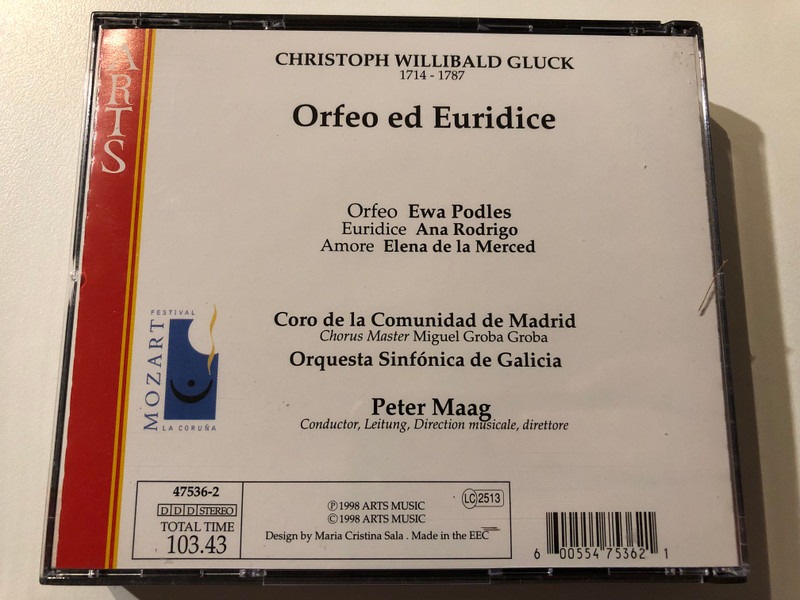 ARTS
CHRISTOPH WILLIBALD GLUCK
1714 - 1787
Orfeo ed Euridice
Orfeo Ewa Podles
Euridice Ana Rodrigo
Amore Elena de la Merced
FESTIVAL
MOZART
LA CORUÑA
Coro de la Comunidad de Madrid
Chorus Master Miguel Groba Groba
Orquesta Sinfónica de Galicia
Peter Maag
Conductor, Leitung, Direction musicale, direttore
47536-2
D D D STEREO
TOTAL TIME
103.43
℗ 1998 ARTS MUSIC
© 1998 ARTS MUSIC
Design by Maria Cristina Sala . Made in the EEC
LC 2513
6 00554 75362 1